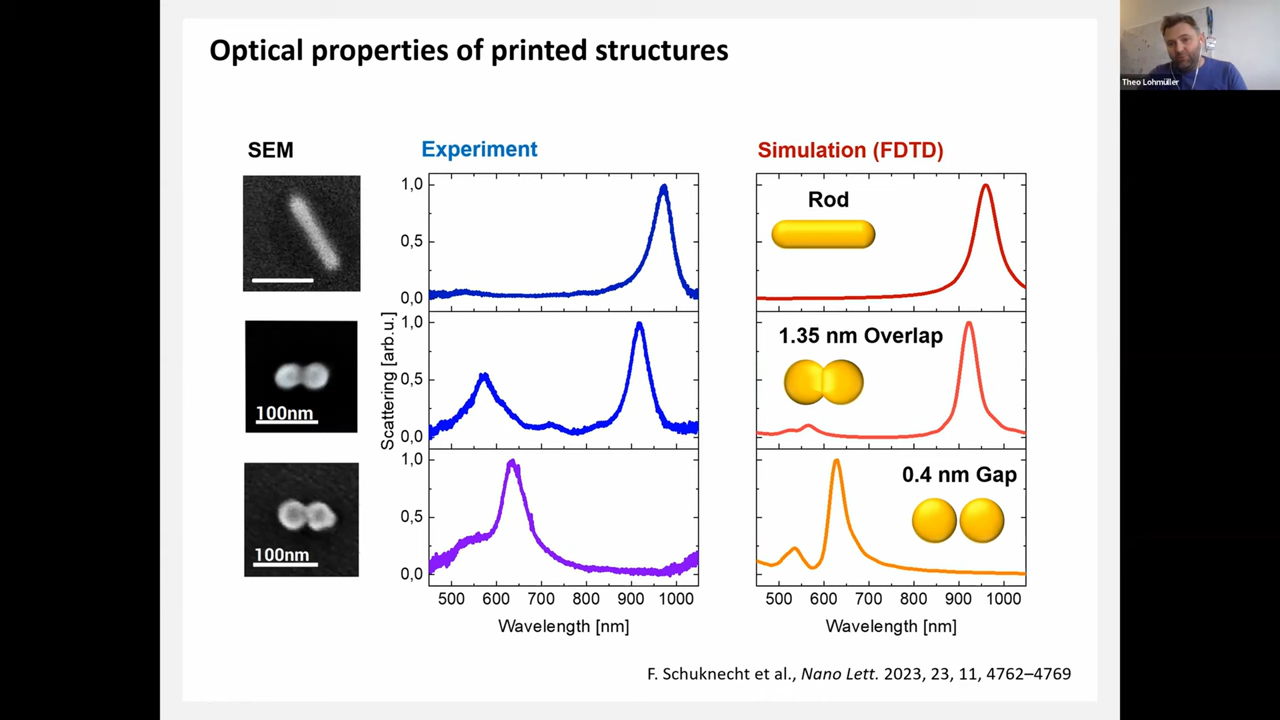 Optical properties of printed structures
Theo Lohmüller
SEM
Experiment
Simulation (FDTD)
100nm
100nm
Scattering [arb.u.]
1,0
0,5
0,0
1,0
0,5
0,0
1,0
0,5
0,0
500 600 700 800 900 1000
Wavelength [nm]
Rod
1.35 nm Overlap
0.4 nm Gap
500 600 700 800 900 1000
Wavelength [nm]
F. Schuknecht et al., Nano Lett. 2023, 23, 11, 4762–4769